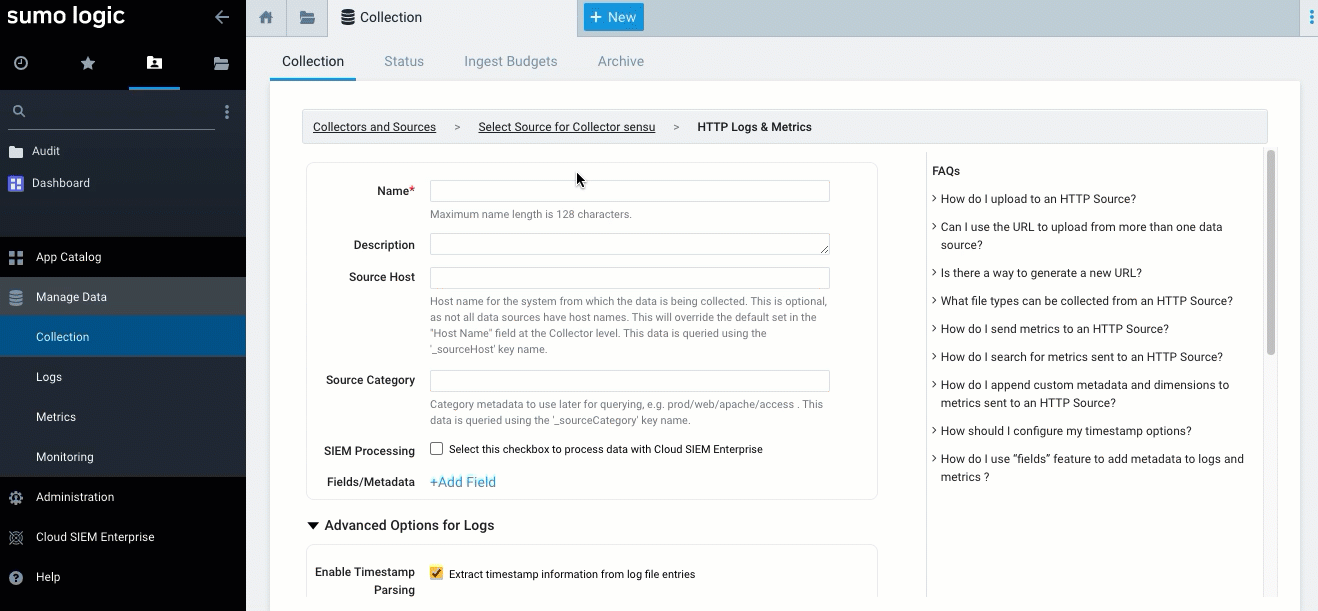 sumo logic
Audit
Dashboard
App Catalog
Manage Data
Collection
Logs
Metrics
Monitoring
Administration
Cloud SIEM Enterprise
Help
Collection
+ New
Collection
Status
Ingest Budgets
Archive
Collectors and Sources > Select Source for Collector sensu > HTTP Logs & Metrics
Name*
Maximum name length is 128 characters.
Description
Source Host
Host name for the system from which the data is being collected. This is optional,
as not all data sources have host names. This will override the default set in the
"Host Name" field at the Collector level. This data is queried using the
'_sourceHost' key name.
Source Category
Category metadata to use later for querying, e.g. prod/web/apache/access . This
data is queried using the '_sourceCategory' key name.
SIEM Processing
Select this checkbox to process data with Cloud SIEM Enterprise
Fields/Metadata
+Add Field
Advanced Options for Logs
Enable Timestamp
Parsing
Extract timestamp information from log file entries
FAQs
How do I upload to an HTTP Source?
Can I use the URL to upload from more than one data
source?
Is there a way to generate a new URL?
What file types can be collected from an HTTP Source?
How do I send metrics to an HTTP Source?
How do I search for metrics sent to an HTTP Source?
How do I append custom metadata and dimensions to
metrics sent to an HTTP Source?
How should I configure my timestamp options?
How do I use “fields” feature to add metadata to logs and
metrics ?